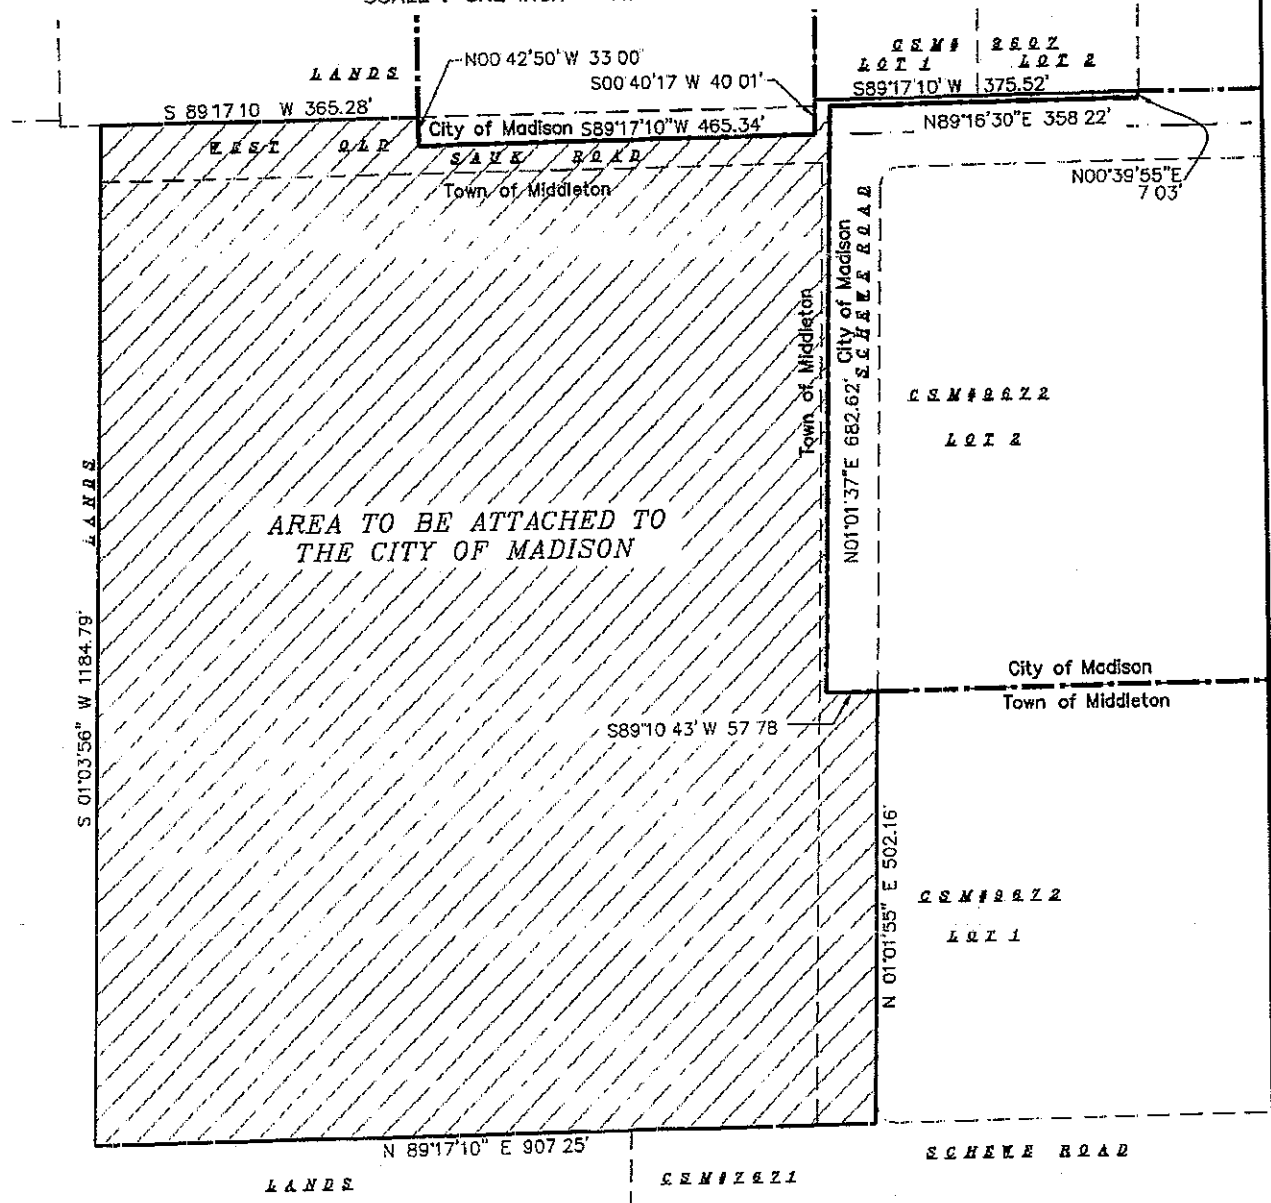 N00 42'50' W 33 00'
S00 40'17 W 40 01'
CSM# 9607
LOT 1 LOT 2
LANDS
S 89 17 10 W 365.28'
S89°17'10' W 375.52'
City of Madison S89°17'10"W 465.34'
N89°16'30"E 358 22'
WEST OLD SAUK ROAD
Town of Middleton
N00°39'55"E
7 03'
City of Madison
SCHEWE ROAD
Town of Middleton
N01°01'37"E 682.62'
CSM#9672
LOT 2
LANDS
AREA TO BE ATTACHED TO
THE CITY OF MADISON
S 01°03'56" W 1184.79'
City of Madison
Town of Middleton
S89°10 43' W 57 78
N 01°01'55" E 502.16'
CSM#9672
LOT 1
N 89°17'10" E 907 25'
SCHEWE ROAD
LANDS
CSM#7671